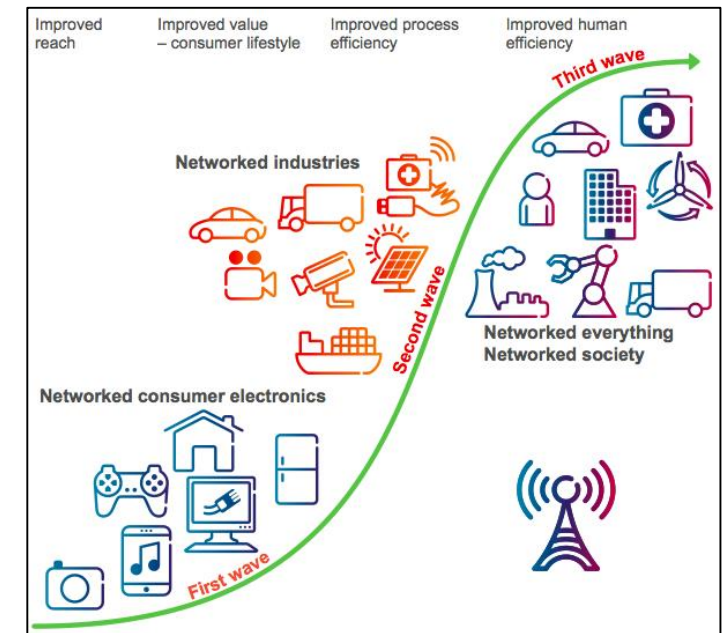 Improved
reach
Improved value
– consumer lifestyle
Improved process
efficiency
Improved human
efficiency
Third wave
Networked industries
Second wave
Networked everything
Networked society
Networked consumer electronics
First wave